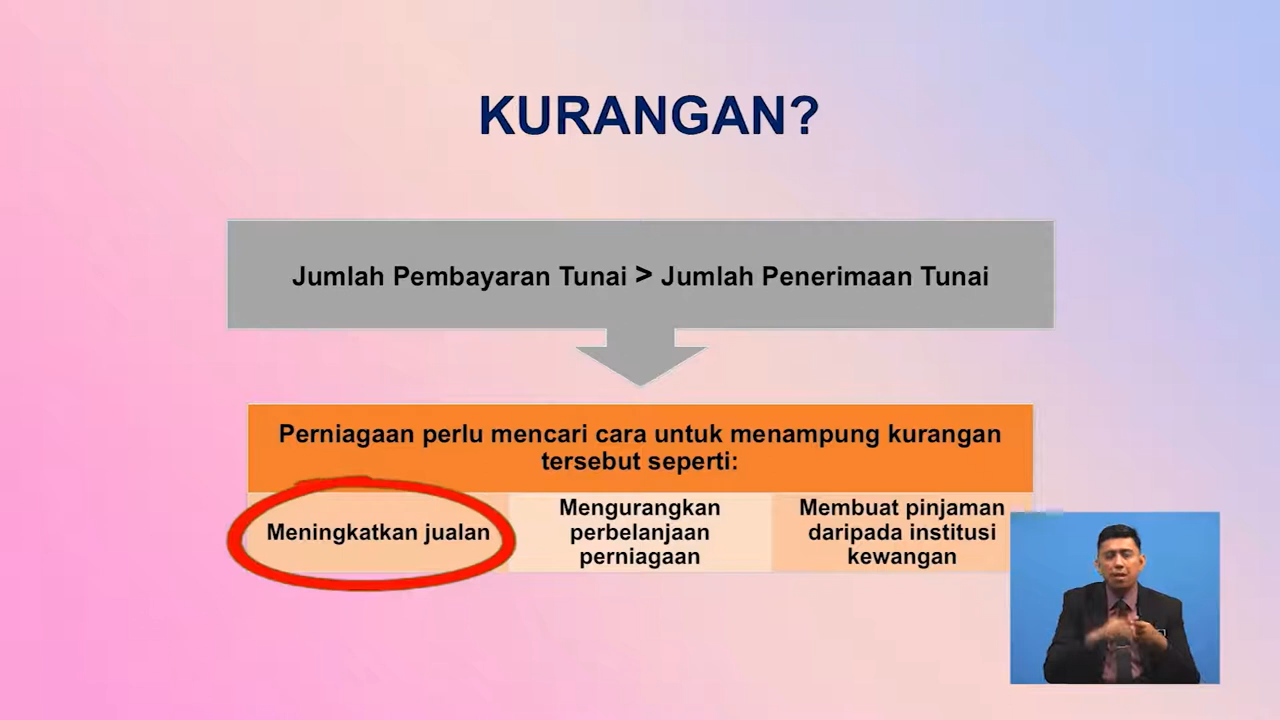 KURANGAN?
Jumlah Pembayaran Tunai > Jumlah Penerimaan Tunai
Perniagaan perlu mencari cara untuk menampung kurangan
tersebut seperti:
Meningkatkan jualan
Mengurangkan
perbelanjaan
perniagaan
Membuat pinjaman
daripada institusi
kewangan